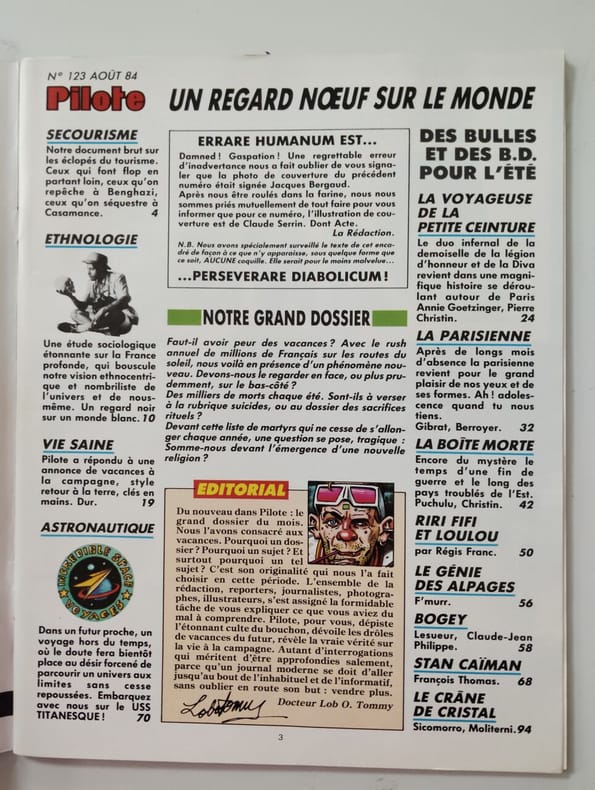 N° 123 AOÛT 84
Pilote
UN REGARD NŒUF SUR LE MONDE
SECOURISME
Notre document brut sur
les éclopés du tourisme.
Ceux qui font flop en
partant loin, ceux qu'on
repêche à Benghazi,
ceux qu'on séquestre à
Casamance. 4
ETHNOLOGIE
Une étude sociologique
étonnante sur la France
profonde, qui bouscule
notre vision ethnocentri-
que et nombriliste de
l'univers et de nous-
même. Un regard noir
sur un monde blanc. 10
VIE SAINE
Pilote a répondu à une
annonce de vacances à
la campagne, style
retour à la terre, clés en
mains. Dur. 19
ASTRONAUTIQUE
INCREDIBLE SPACE
VOYAGES
Dans un futur proche, un
voyage hors du temps,
où le doute fera bientôt
place au désir forcené de
parcourir un univers aux
limites sans cesse
repoussées. Embarquez
avec nous sur le USS
TITANESQUE! 70
ERRARE HUMANUM EST...
Damned! Gaspation! Une regrettable erreur
d'inadvertance nous a fait oublier de vous signa-
ler que la photo de couverture du précédent
numéro était signée Jacques Bergaud.
Après nous être roulés dans la farine, nous nous
sommes priés mutuellement de tout faire pour vous
informer que pour ce numéro, l'illustration de cou-
verture est de Claude Serrin. Dont Acte.
La Rédaction.
N.B. Nous avons spécialement surveillé le texte de cet enca-
dré de façon à ce que n'y apparaisse, sous quelque forme que
ce soit, AUCUNE coquille. Elle serait pour le moins malvelue...
...PERSEVERARE DIABOLICUM!
NOTRE GRAND DOSSIER
Faut-il avoir peur des vacances? Avec le rush
annuel de millions de Français sur les routes du
soleil, nous voilà en présence d'un phénomène nou-
veau. Devons-nous le regarder en face, ou plus pru-
demment, sur le bas-côté?
Des milliers de morts chaque été. Sont-ils à verser
à la rubrique suicides, ou au dossier des sacrifices
rituels?
Devant cette liste de martyrs qui ne cesse de s'allon-
ger chaque année, une question se pose, tragique :
Somme-nous devant l'émergence d'une nouvelle
religion?
EDITORIAL
Du nouveau dans Pilote : le
grand dossier du mois.
Nous l'avons consacré aux
vacances. Pourquoi un dos-
sier? Pourquoi un sujet? Et
surtout pourquoi un tel
sujet? C'est son originalité qui nous l'a fait
choisir en cette période. L'ensemble de la
rédaction, reporters, journalistes, photogra-
phes, illustrateurs, s'est assigné la formidable
tâche de vous expliquer ce que vous aviez du
mal à comprendre. Pilote, pour vous, dépiste
l'étonnant culte du bouchon, dévoile les drôles
de vacances du futur, révèle la vraie vérité sur
la vie à la campagne. Autant d'interrogations
qui méritent d'être approfondies salement,
parce qu'un journal moderne se doit d'aller
jusqu'au bout de l'inhabituel et de l'informatif,
sans oublier en route son but : vendre plus.
Docteur Lob O. Tommy
Lobotomy
DES BULLES
ET DES B.D.
POUR L'ÉTÉ
LA VOYAGEUSE
DE LA
PETITE CEINTURE
Le duo infernal de la
demoiselle de la légion
d'honneur et de la Diva
revient dans une magni-
fique histoire se dérou-
lant autour de Paris
Annie Goetzinger, Pierre
Christin. 24
LA PARISIENNE
Après de longs mois
d'absence la parisienne
revient pour le grand
plaisir de nos yeux et de
ses formes. Ah! adoles-
cence quand tu nous
tiens.
Gibrat, Berroyer. 32
LA BOÎTE MORTE
Encore du mystère le
temps d'une fin de
guerre et le long des
pays troublés de l'Est.
Puchulu, Christin. 42
RIRI FIFI
ET LOULOU
par Régis Franc. 50
LE GÉNIE
DES ALPAGES
F'murr. 56
BOGEY
Lesueur, Claude-Jean
Philippe. 58
STAN CAÏMAN
François Thomas. 68
LE CRÂNE
DE CRISTAL
Sicomorro, Moliterni. 94
3